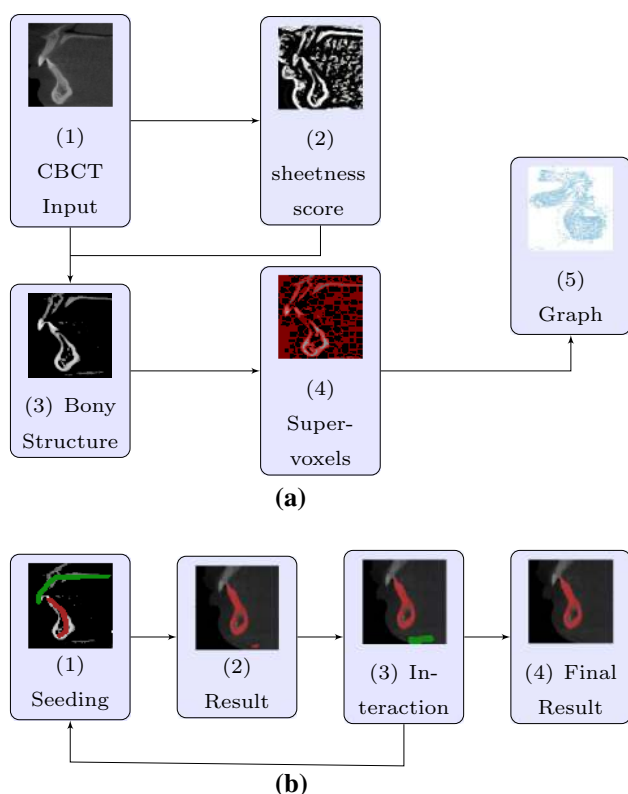 (1)
CBCT
Input
(2)
sheetness
score
(3) Bony
Structure
(4)
Super-
voxels
(5)
Graph
(a)
(1)
Seeding
(2)
Result
(3) In-
teraction
(4) Final
Result
(b)